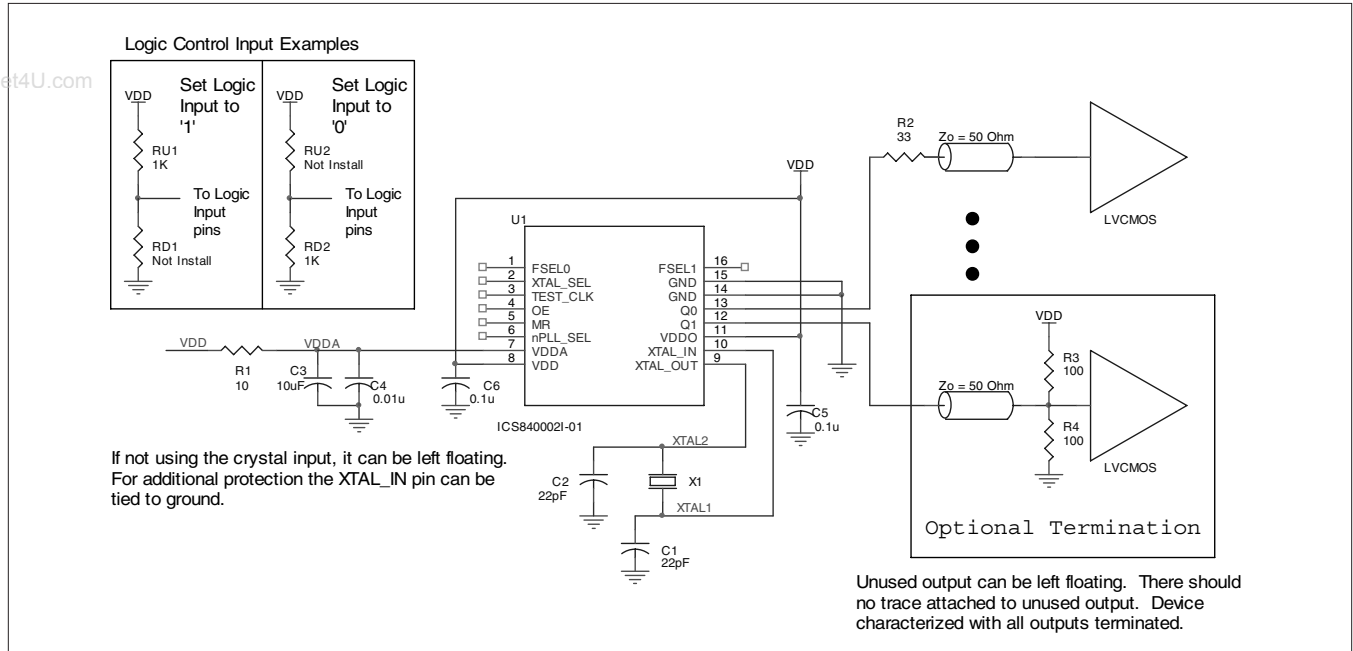 Logic Control Input Examples
et4U.com
VDD
Set Logic
Input to
'1'
RU1
1K
To Logic
Input
pins
RD1
Not Install
VDD
Set Logic
Input to
'0'
RU2
Not Install
To Logic
Input
pins
RD2
1K
VDD
R1
10
VDDA
C3
10uF
C4
0.01u
C6
0.1u
U1
1
FSEL0
2
XTAL_SEL
3
TEST_CLK
4
OE
5
MR
6
nPLL_SEL
7
VDDA
8
VDD
16
FSEL1
15
GND
14
GND
13
Q0
12
Q1
11
VDDO
10
XTAL_IN
9
XTAL_OUT
ICS840002I-01
VDD
C5
0.1u
XTAL2
C2
22pF
X1
XTAL1
C1
22pF
R2
33
Zo = 50 Ohm
LVCMOS
VDD
R3
100
Zo = 50 Ohm
R4
100
LVCMOS
Optional Termination
If not using the crystal input, it can be left floating.
For additional protection the XTAL_IN pin can be
tied to ground.
Unused output can be left floating. There should
no trace attached to unused output. Device
characterized with all outputs terminated.